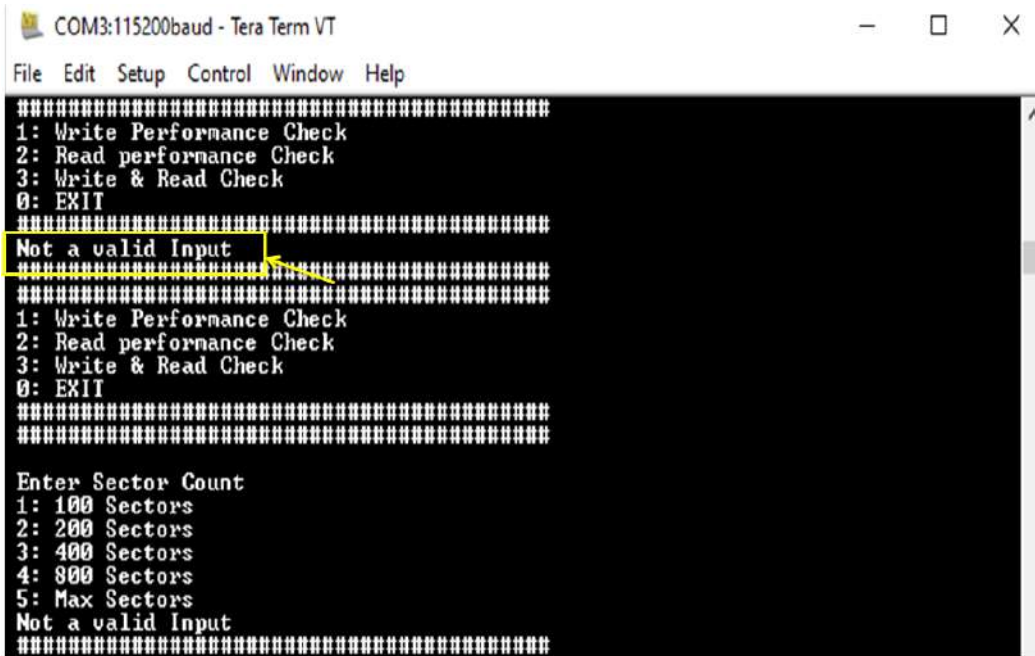 COM3:115200baud - Tera Term VT
File Edit Setup Control Window Help
##########################################
1: Write Performance Check
2: Read performance Check
3: Write & Read Check
0: EXIT
##########################################
Not a valid Input
##########################################
##########################################
1: Write Performance Check
2: Read performance Check
3: Write & Read Check
0: EXIT
##########################################
##########################################
Enter Sector Count
1: 100 Sectors
2: 200 Sectors
3: 400 Sectors
4: 800 Sectors
5: Max Sectors
Not a valid Input
##########################################